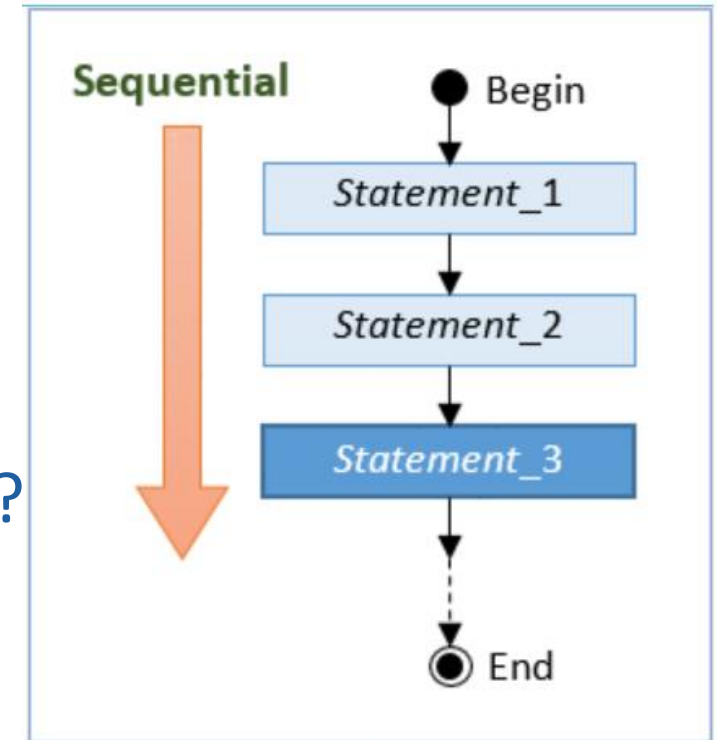 Sequential
Begin
Statement_1
Statement_2
Statement_3
?
End